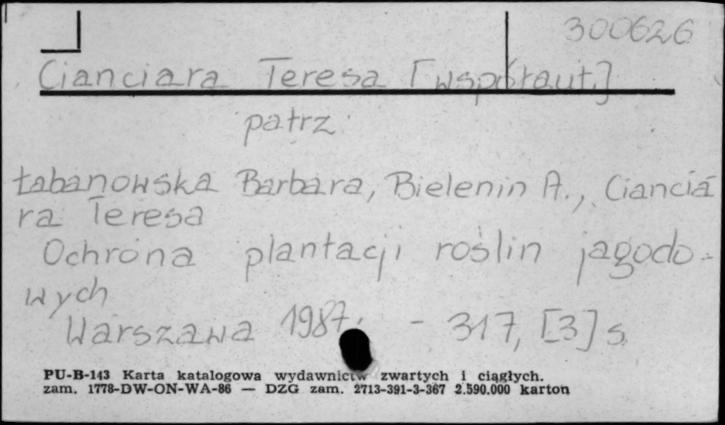 300626
Cianciara Teresa [współaut.]
patrz
Łabanowska Barbara, Bielenin A., Ciancia
ra Teresa
Ochrona plantacji roślin jagodo-
wych
Warszawa 1987. - 317, [3] s.
PU-B-143 Karta katalogowa wydawnictw zwartych i ciągłych.
zam. 1778-DW-ON-WA-86 — DZG zam. 2713-391-3-367 2.590.000 karton